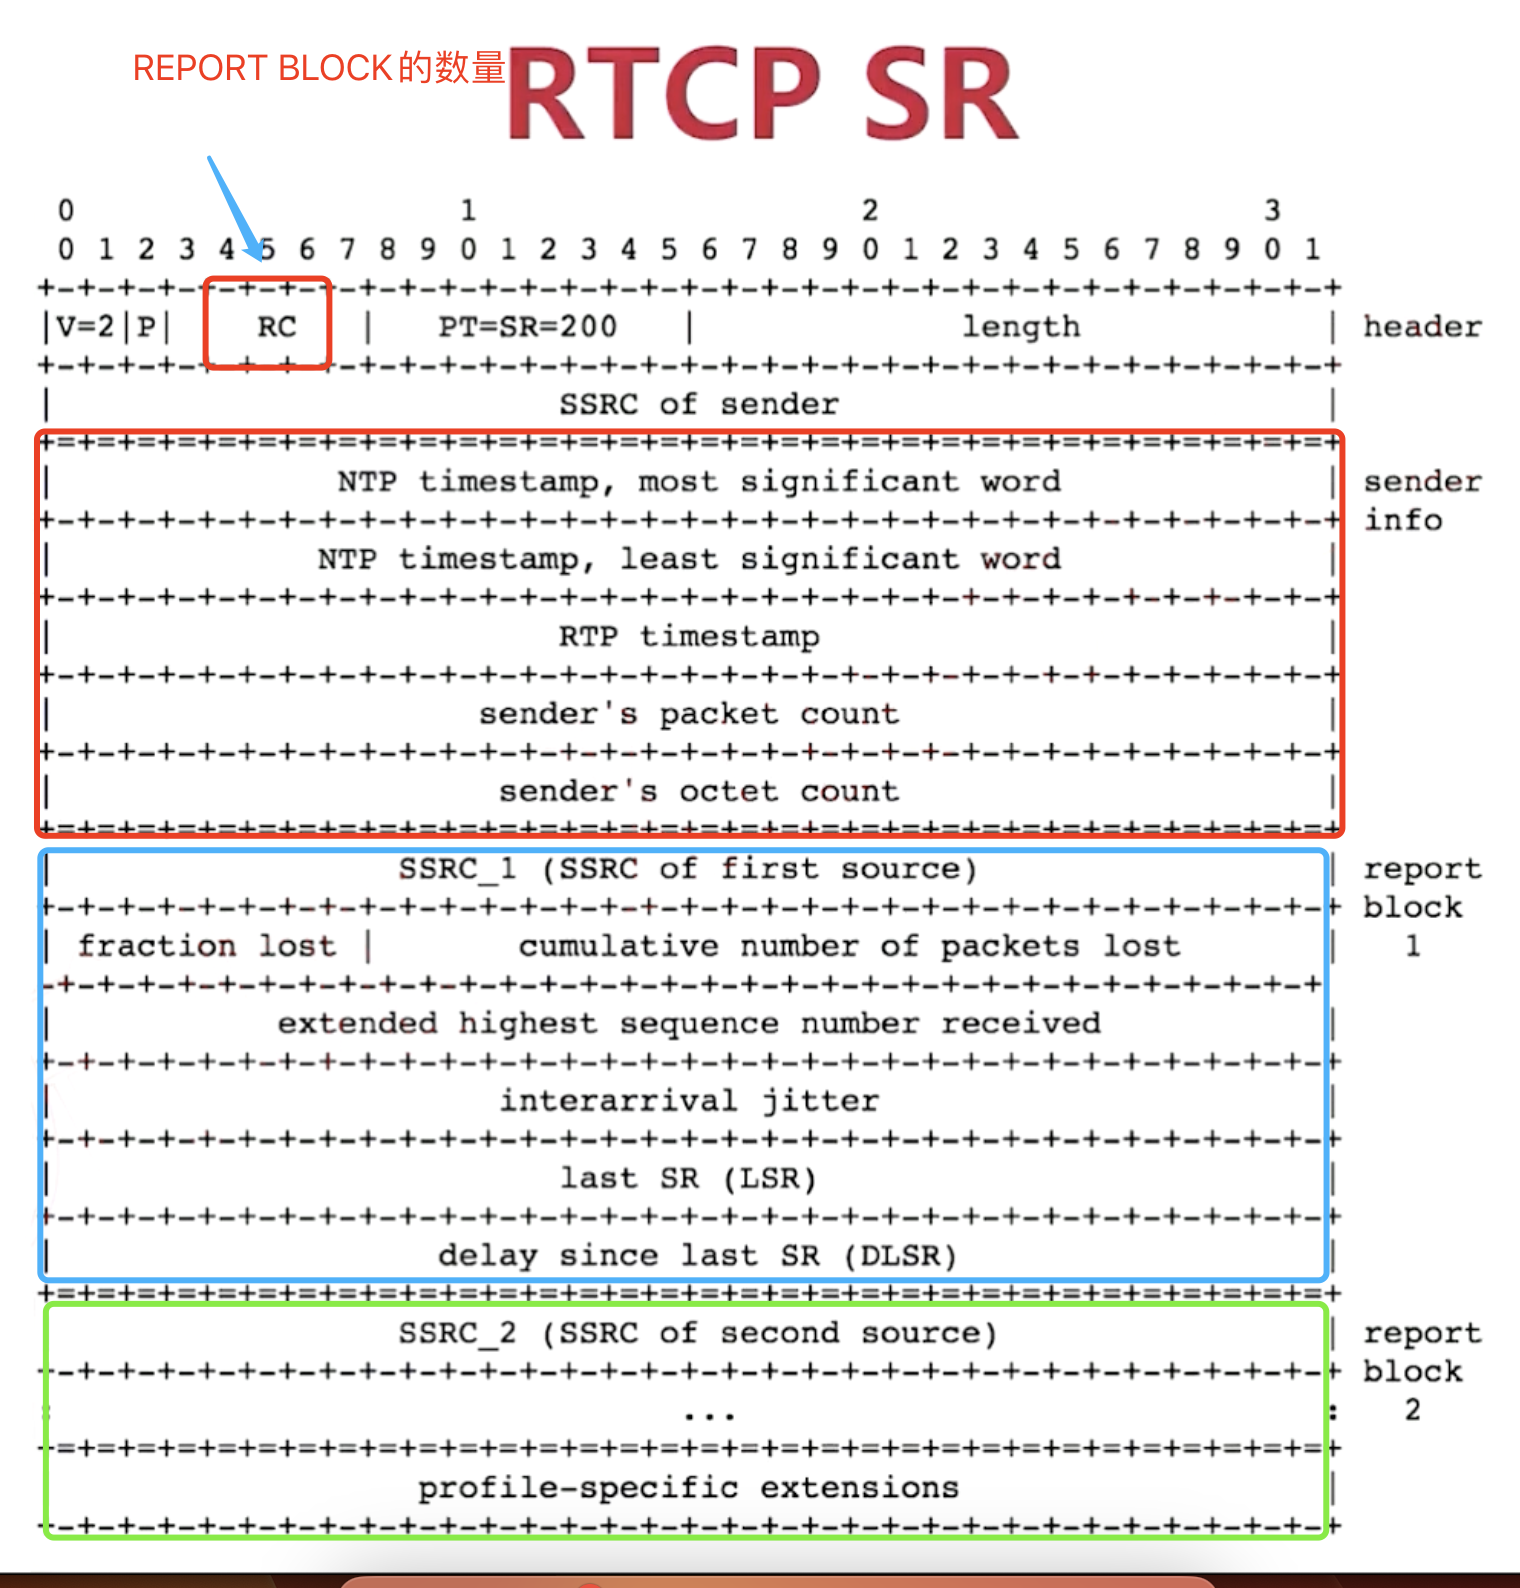 REPORT BLOCK的数量
RTCP SR
0 1 2 3
0 1 2 3 4 5 6 7 8 9 0 1 2 3 4 5 6 7 8 9 0 1 2 3 4 5 6 7 8 9 0 1
+-+-+-+-+-+-+-+-+-+-+-+-+-+-+-+-+-+-+-+-+-+-+-+-+-+-+-+-+-+-+-+-+
|V=2|P| RC | PT=SR=200 | length | header
+-+-+-+-+-+-+-+-+-+-+-+-+-+-+-+-+-+-+-+-+-+-+-+-+-+-+-+-+-+-+-+-+
| SSRC of sender |
+=+=+=+=+=+=+=+=+=+=+=+=+=+=+=+=+=+=+=+=+=+=+=+=+=+=+=+=+=+=+=+=+
| NTP timestamp, most significant word | sender
+-+-+-+-+-+-+-+-+-+-+-+-+-+-+-+-+-+-+-+-+-+-+-+-+-+-+-+-+-+-+-+-+ info
| NTP timestamp, least significant word |
+-+-+-+-+-+-+-+-+-+-+-+-+-+-+-+-+-+-+-+-+-+-+-+-+-+-+-+-+-+-+-+-+
| RTP timestamp |
+-+-+-+-+-+-+-+-+-+-+-+-+-+-+-+-+-+-+-+-+-+-+-+-+-+-+-+-+-+-+-+-+
| sender's packet count |
+-+-+-+-+-+-+-+-+-+-+-+-+-+-+-+-+-+-+-+-+-+-+-+-+-+-+-+-+-+-+-+-+
| sender's octet count |
+=+=+=+=+=+=+=+=+=+=+=+=+=+=+=+=+=+=+=+=+=+=+=+=+=+=+=+=+=+=+=+=+
| SSRC_1 (SSRC of first source) | report
+-+-+-+-+-+-+-+-+-+-+-+-+-+-+-+-+-+-+-+-+-+-+-+-+-+-+-+-+-+-+-+-+ block
| fraction lost | cumulative number of packets lost | 1
-+-+-+-+-+-+-+-+-+-+-+-+-+-+-+-+-+-+-+-+-+-+-+-+-+-+-+-+-+-+-+-+
| extended highest sequence number received |
+-+-+-+-+-+-+-+-+-+-+-+-+-+-+-+-+-+-+-+-+-+-+-+-+-+-+-+-+-+-+-+-+
| interarrival jitter |
+-+-+-+-+-+-+-+-+-+-+-+-+-+-+-+-+-+-+-+-+-+-+-+-+-+-+-+-+-+-+-+-+
| last SR (LSR) |
+-+-+-+-+-+-+-+-+-+-+-+-+-+-+-+-+-+-+-+-+-+-+-+-+-+-+-+-+-+-+-+-+
| delay since last SR (DLSR) |
+=+=+=+=+=+=+=+=+=+=+=+=+=+=+=+=+=+=+=+=+=+=+=+=+=+=+=+=+=+=+=+=+
SSRC_2 (SSRC of second source) | report
+-+-+-+-+-+-+-+-+-+-+-+-+-+-+-+-+-+-+-+-+-+-+-+-+-+-+-+-+-+-+-+-+ block
: ... : 2
+=+=+=+=+=+=+=+=+=+=+=+=+=+=+=+=+=+=+=+=+=+=+=+=+=+=+=+=+=+=+=+=+
profile-specific extensions |
+-+-+-+-+-+-+-+-+-+-+-+-+-+-+-+-+-+-+-+-+-+-+-+-+-+-+-+-+-+-+-+-+